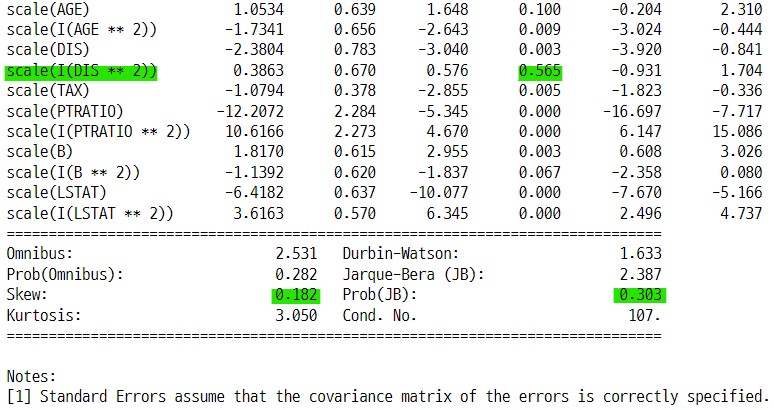 scale(AGE) 1.0534 0.639 1.648 0.100 -0.204 2.310
scale(I(AGE ** 2)) -1.7341 0.656 -2.643 0.009 -3.024 -0.444
scale(DIS) -2.3804 0.783 -3.040 0.003 -3.920 -0.841
scale(I(DIS ** 2)) 0.3863 0.670 0.576 0.565 -0.931 1.704
scale(TAX) -1.0794 0.378 -2.855 0.005 -1.823 -0.336
scale(PTRATIO) -12.2072 2.284 -5.345 0.000 -16.697 -7.717
scale(I(PTRATIO ** 2)) 10.6166 2.273 4.670 0.000 6.147 15.086
scale(B) 1.8170 0.615 2.955 0.003 0.608 3.026
scale(I(B ** 2)) -1.1392 0.620 -1.837 0.067 -2.358 0.080
scale(LSTAT) -6.4182 0.637 -10.077 0.000 -7.670 -5.166
scale(I(LSTAT ** 2)) 3.6163 0.570 6.345 0.000 2.496 4.737
==============================================================================
Omnibus: 2.531 Durbin-Watson: 1.633
Prob(Omnibus): 0.282 Jarque-Bera (JB): 2.387
Skew: 0.182 Prob(JB): 0.303
Kurtosis: 3.050 Cond. No. 107.
==============================================================================
Notes:
[1] Standard Errors assume that the covariance matrix of the errors is correctly specified.